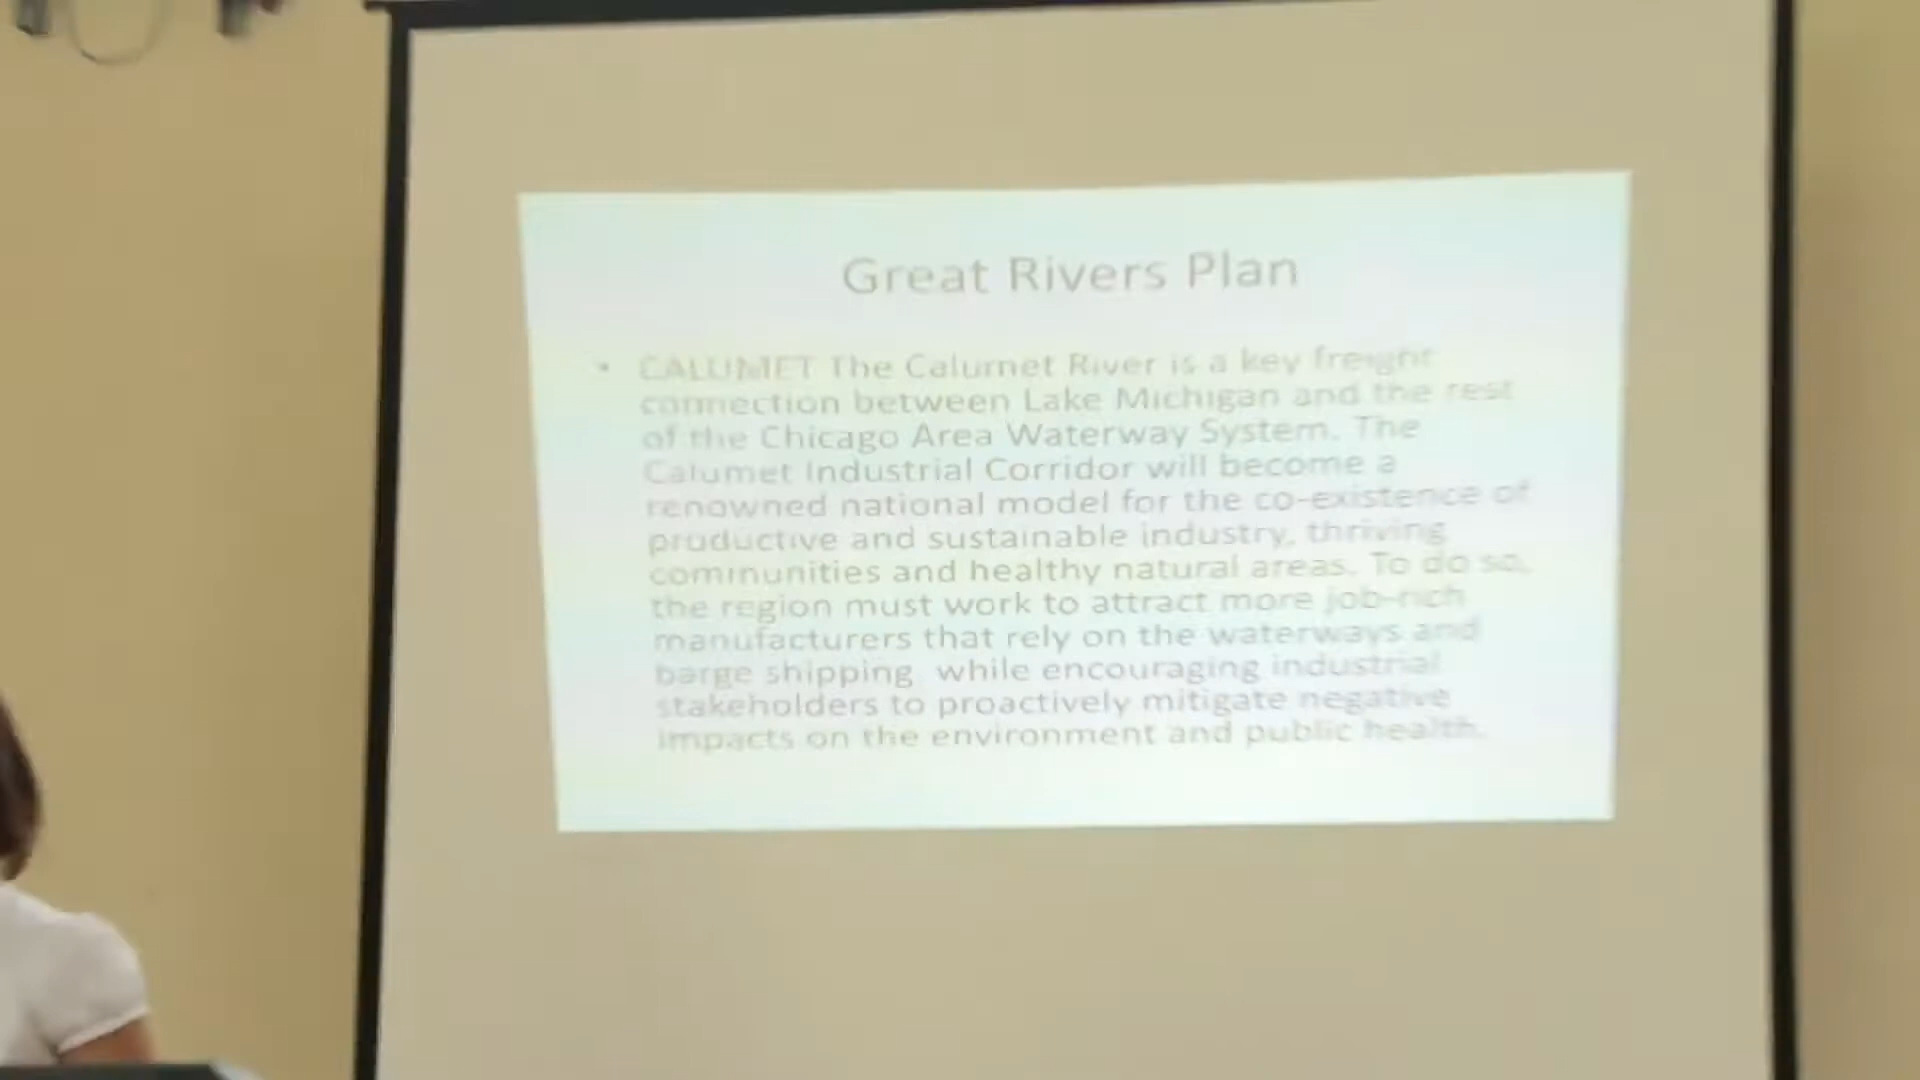 Great Rivers Plan
• CALUMET The Calumet River is a key freight
connection between Lake Michigan and the rest
of the Chicago Area Waterway System. The
Calumet Industrial Corridor will become a
renowned national model for the co-existence of
productive and sustainable industry, thriving
communities and healthy natural areas. To do so,
the region must work to attract more job-rich
manufacturers that rely on the waterways and
barge shipping while encouraging industrial
stakeholders to proactively mitigate negative
impacts on the environment and public health.